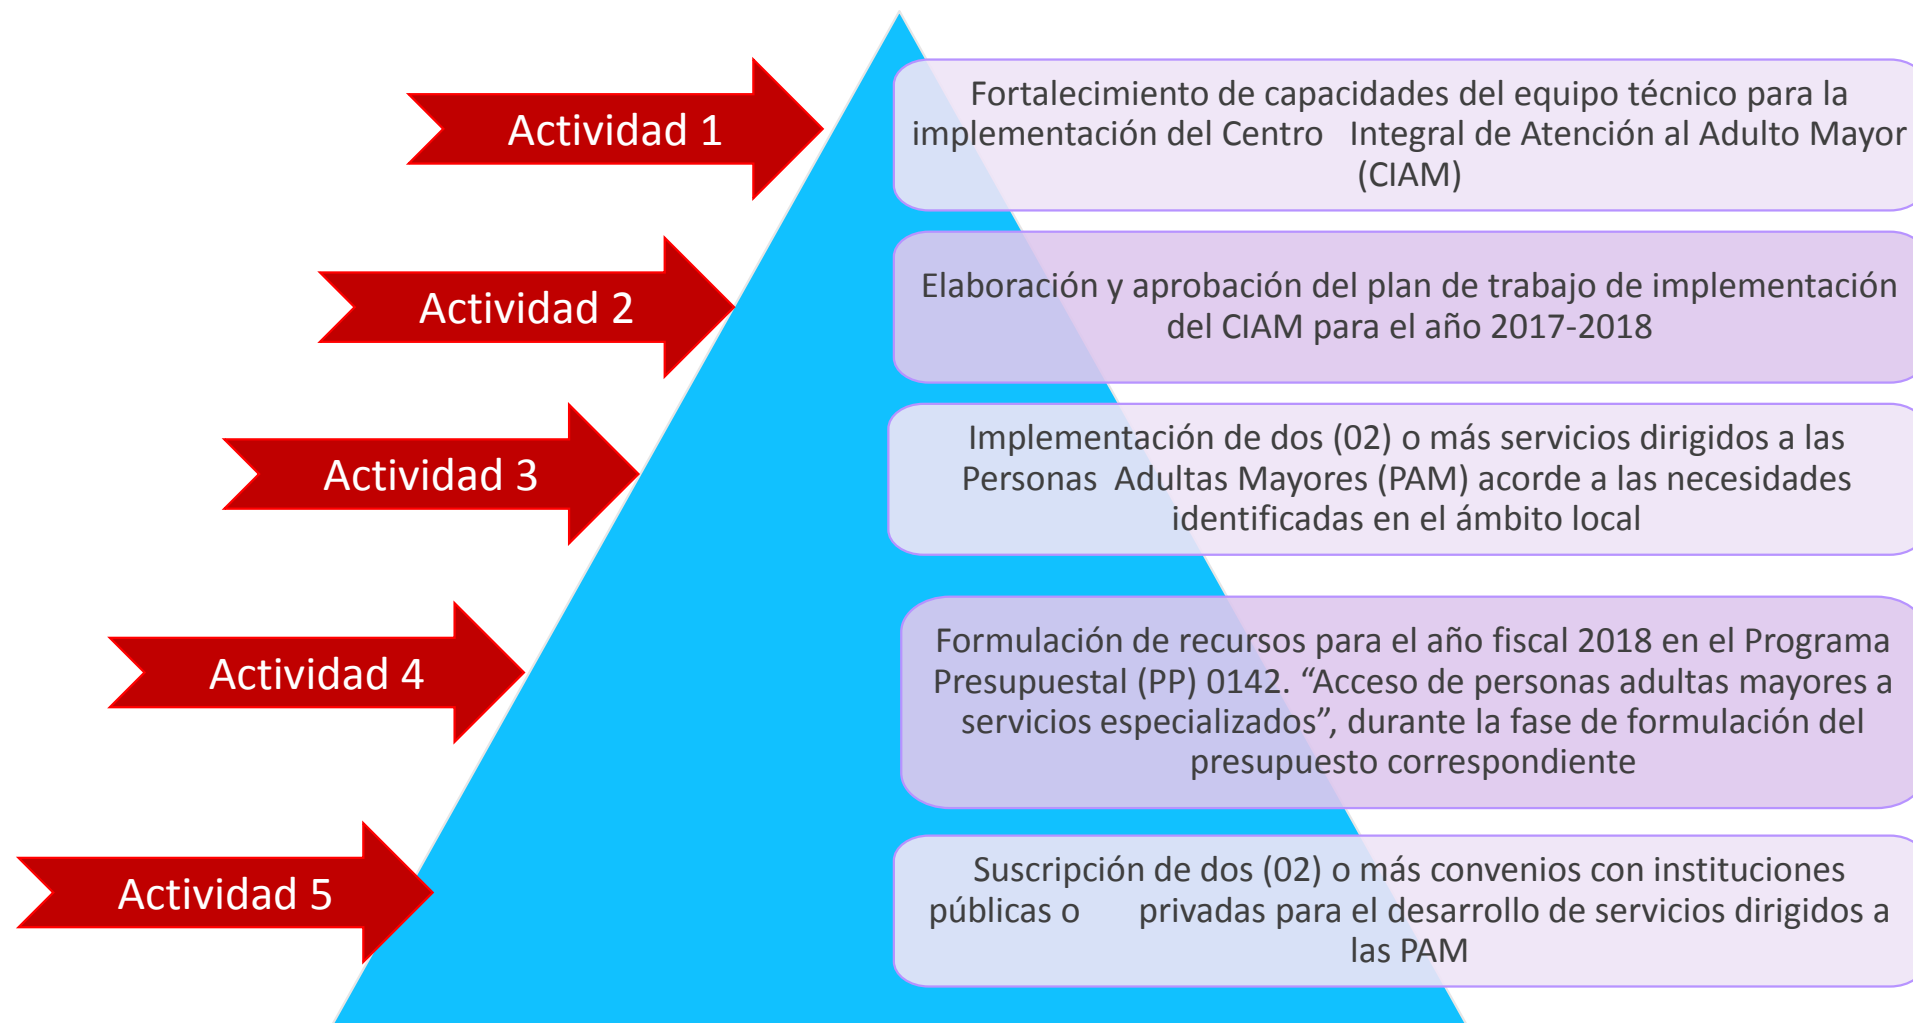 Actividad 1
Fortalecimiento de capacidades del equipo técnico para la
implementación del Centro Integral de Atención al Adulto Mayor
(CIAM)
Actividad 2
Elaboración y aprobación del plan de trabajo de implementación
del CIAM para el año 2017-2018
Actividad 3
Implementación de dos (02) o más servicios dirigidos a las
Personas Adultas Mayores (PAM) acorde a las necesidades
identificadas en el ámbito local
Actividad 4
Formulación de recursos para el año fiscal 2018 en el Programa
Presupuestal (PP) 0142. “Acceso de personas adultas mayores a
servicios especializados”, durante la fase de formulación del
presupuesto correspondiente
Actividad 5
Suscripción de dos (02) o más convenios con instituciones
públicas o privadas para el desarrollo de servicios dirigidos a
las PAM